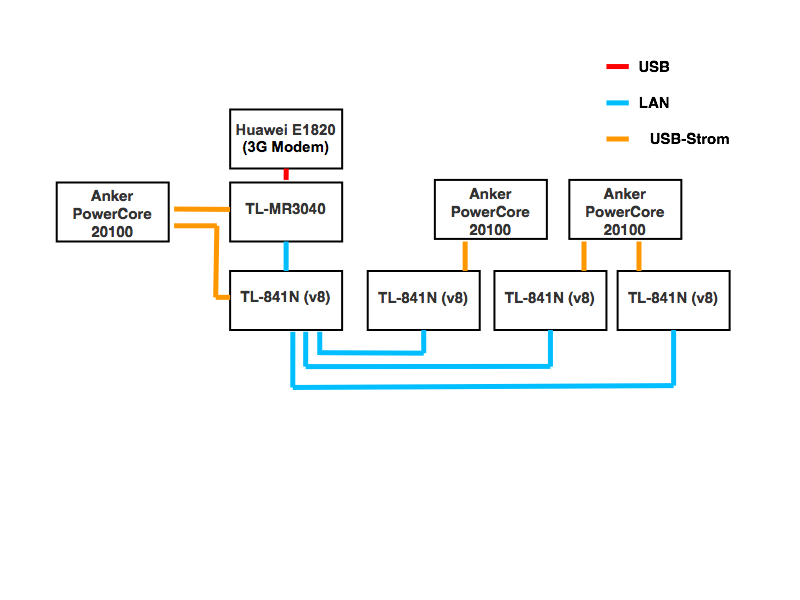 USB
LAN
USB-Strom
Huawei E1820
(3G Modem)
Anker
PowerCore
20100
TL-MR3040
Anker
PowerCore
20100
Anker
PowerCore
20100
TL-841N (v8)
TL-841N (v8)
TL-841N (v8)
TL-841N (v8)